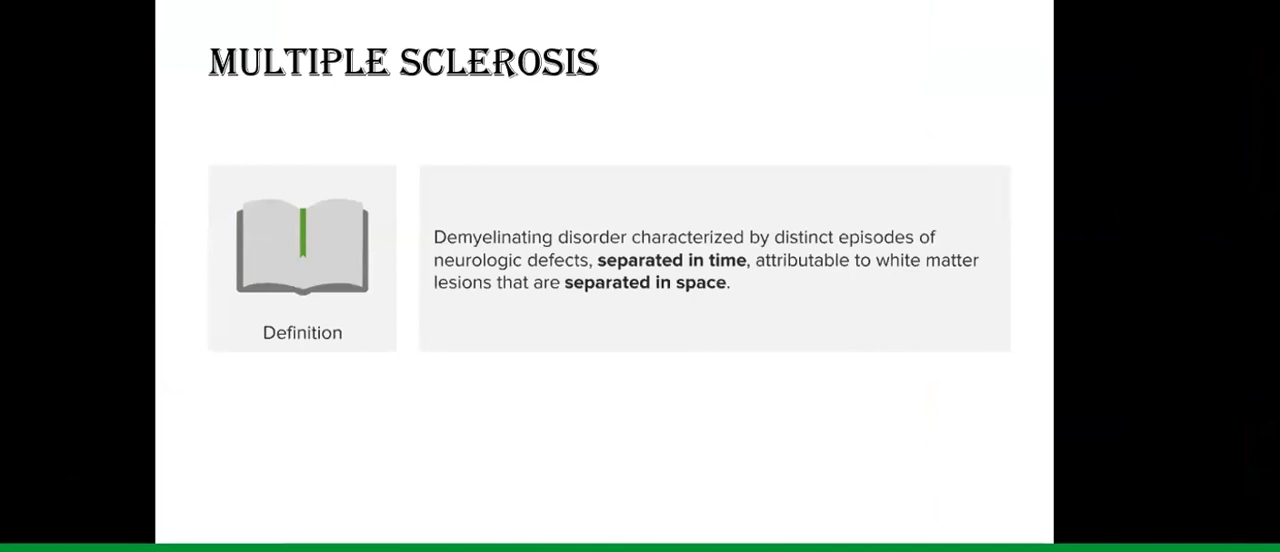 MULTIPLE SCLEROSIS
Definition
Demyelinating disorder characterized by distinct episodes of
neurologic defects, separated in time, attributable to white matter
lesions that are separated in space.